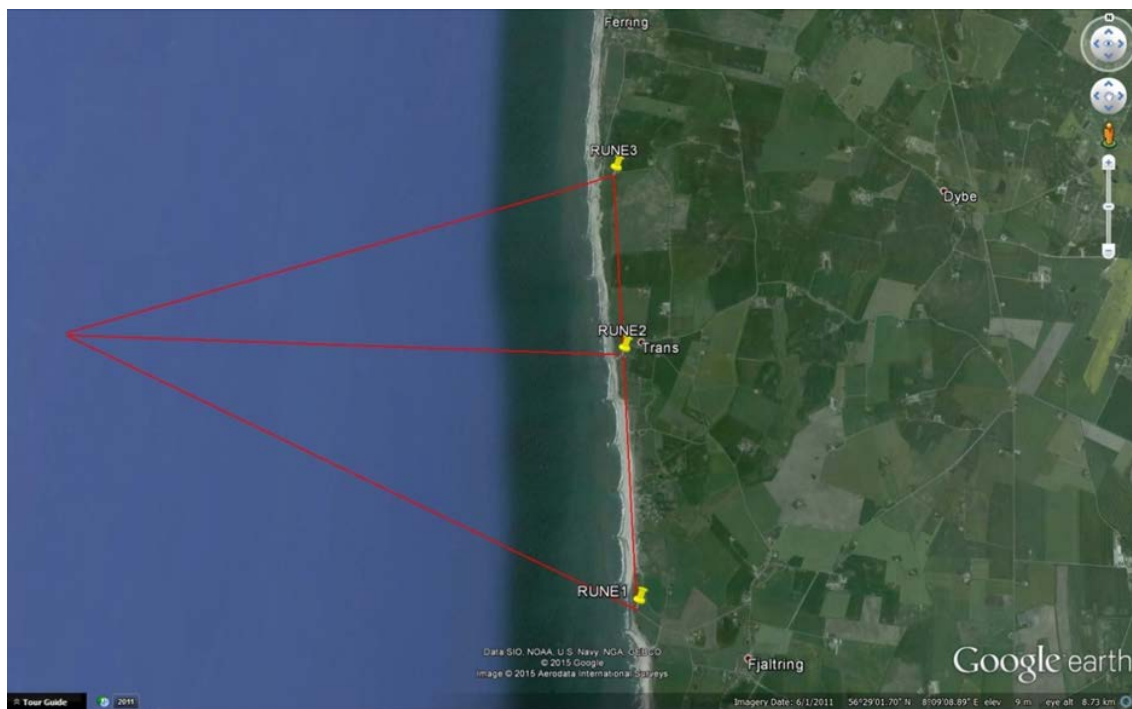 Ferring
N
RUNE3
Dybe
RUNE2
Trans
RUNE1
Data SIO, NOAA, U.S. Navy, NGA, GEBCO
© 2015 Google
Image © 2015 Aerodata International Surveys
Fjaltring
Google earth
Tour Guide
2011
Imagery Date: 6/1/2011 56°29'01.70" N 8°09'08.89" E elev 9 m eye alt 8.73 km